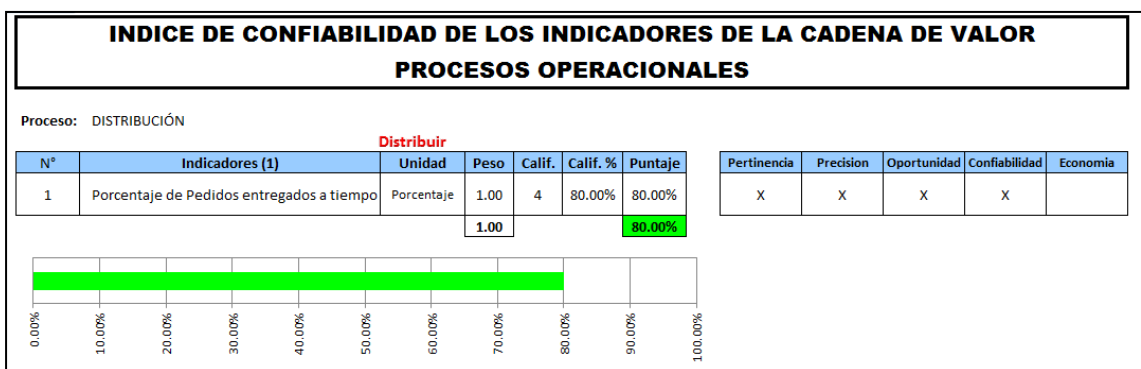 INDICE DE CONFIABILIDAD DE LOS INDICADORES DE LA CADENA DE VALOR
PROCESOS OPERACIONALES
Proceso: DISTRIBUCIÓN
Distribuir
N° Indicadores (1) Unidad Peso Calif. Calif. % Puntaje Pertinencia Precision Oportunidad Confiabilidad Economia
1 Porcentaje de Pedidos entregados a tiempo Porcentaje 1.00 4 80.00% 80.00% X X X X
1.00 80.00%
0.00% 10.00% 20.00% 30.00% 40.00% 50.00% 60.00% 70.00% 80.00% 90.00% 100.00%